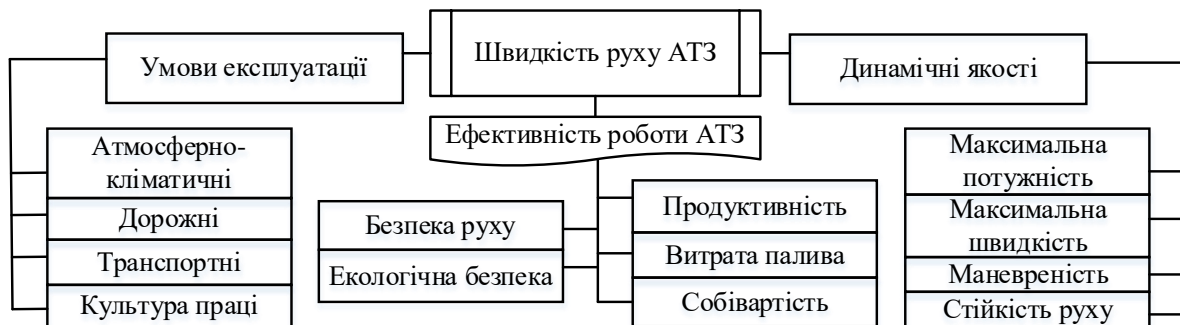 Умови експлуатації
Швидкість руху АТЗ
Динамічні якості
Ефективність роботи АТЗ
Атмосферно-
кліматичні
Дорожні
Транспортні
Культура праці
Безпека руху
Екологічна безпека
Продуктивність
Витрата палива
Собівартість
Максимальна
потужність
Максимальна
швидкість
Маневреність
Стійкість руху